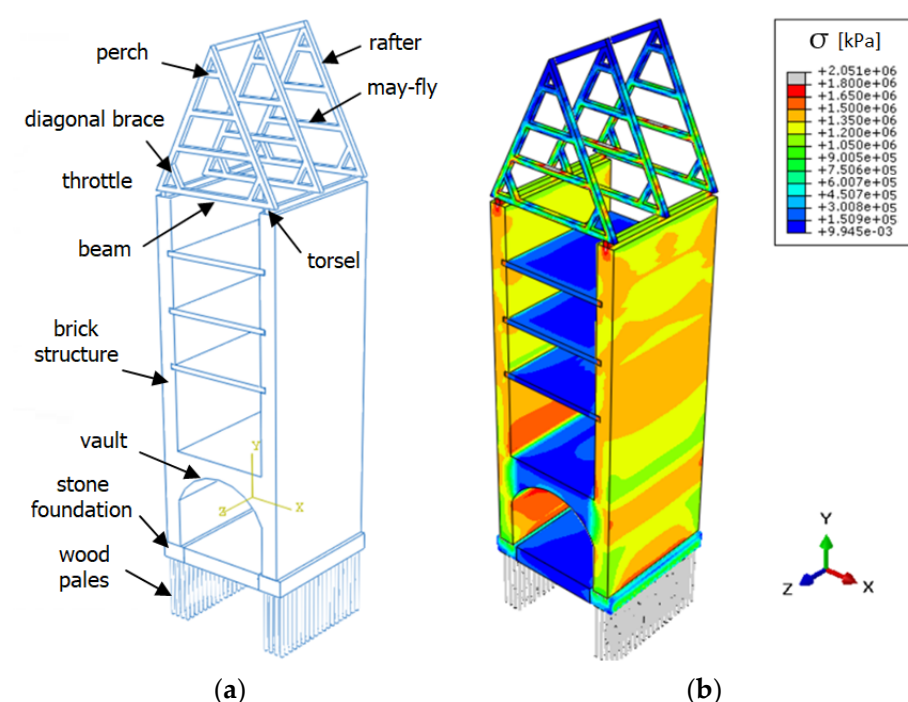 perch
rafter
may-fly
diagonal brace
throttle
beam
torsel
brick
structure
vault
stone
foundation
wood
pales
Y
Z
X
(a)
σ [kPa]
+2.051e+06
+1.800e+06
+1.650e+06
+1.500e+06
+1.350e+06
+1.200e+06
+1.050e+06
+9.005e+05
+7.506e+05
+6.007e+05
+4.507e+05
+3.008e+05
+1.509e+05
+9.945e-03
Y
Z
X
(b)